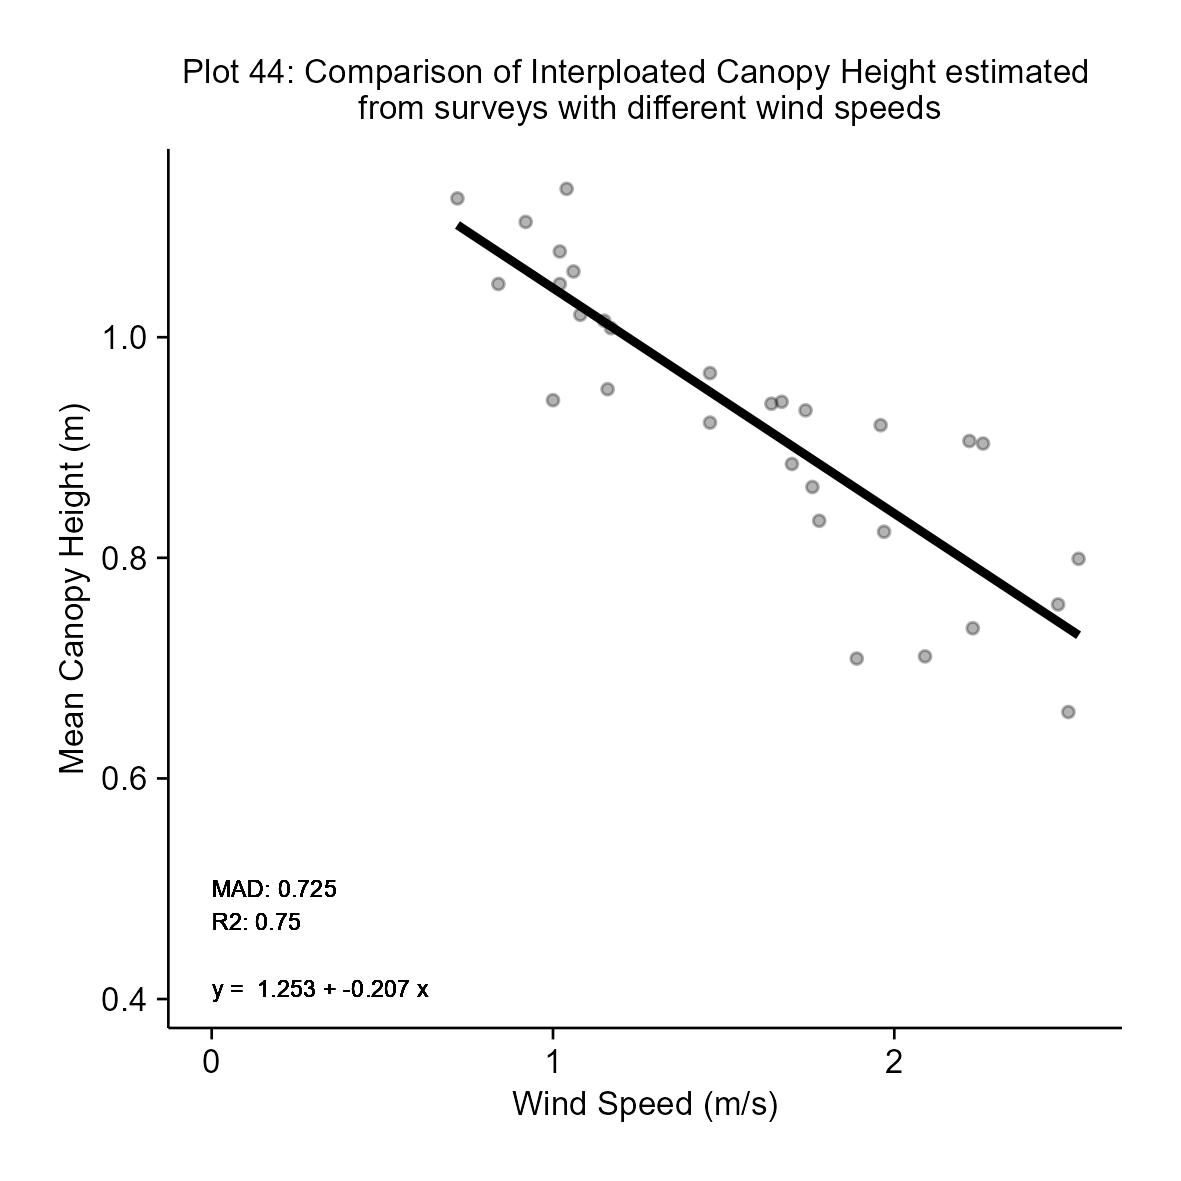 Plot 44: Comparison of Interploated Canopy Height estimated
from surveys with different wind speeds
Mean Canopy Height (m)
1.0
0.8
0.6
0.4
MAD: 0.725
R2: 0.75
y =  1.253 + -0.207 x
0 1 2
Wind Speed (m/s)